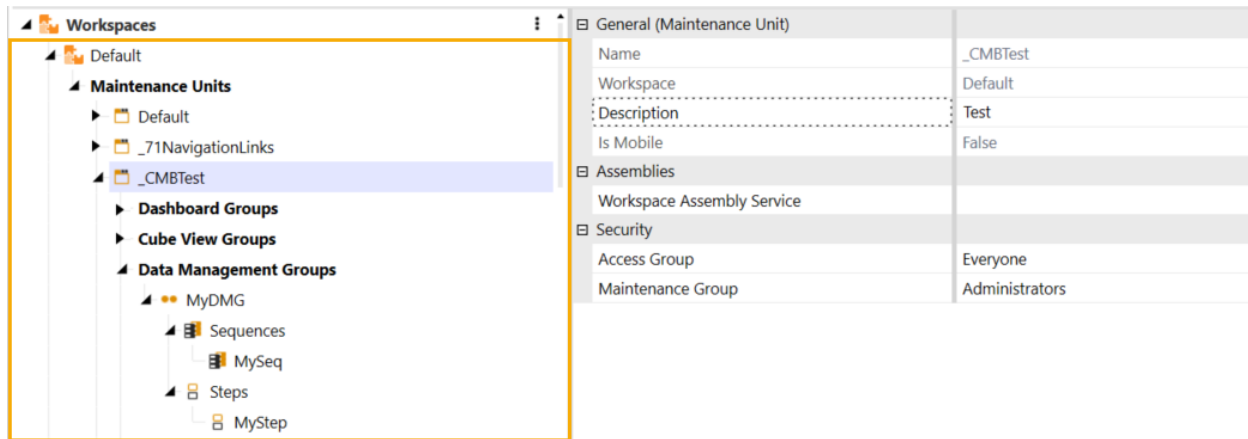 Workspaces
Default
Maintenance Units
Default
_71NavigationLinks
_CMBTest
Dashboard Groups
Cube View Groups
Data Management Groups
MyDMG
Sequences
MySeq
Steps
MyStep
General (Maintenance Unit)
Name _CMBTest
Workspace Default
Description Test
Is Mobile False
Assemblies
Workspace Assembly Service
Security
Access Group Everyone
Maintenance Group Administrators